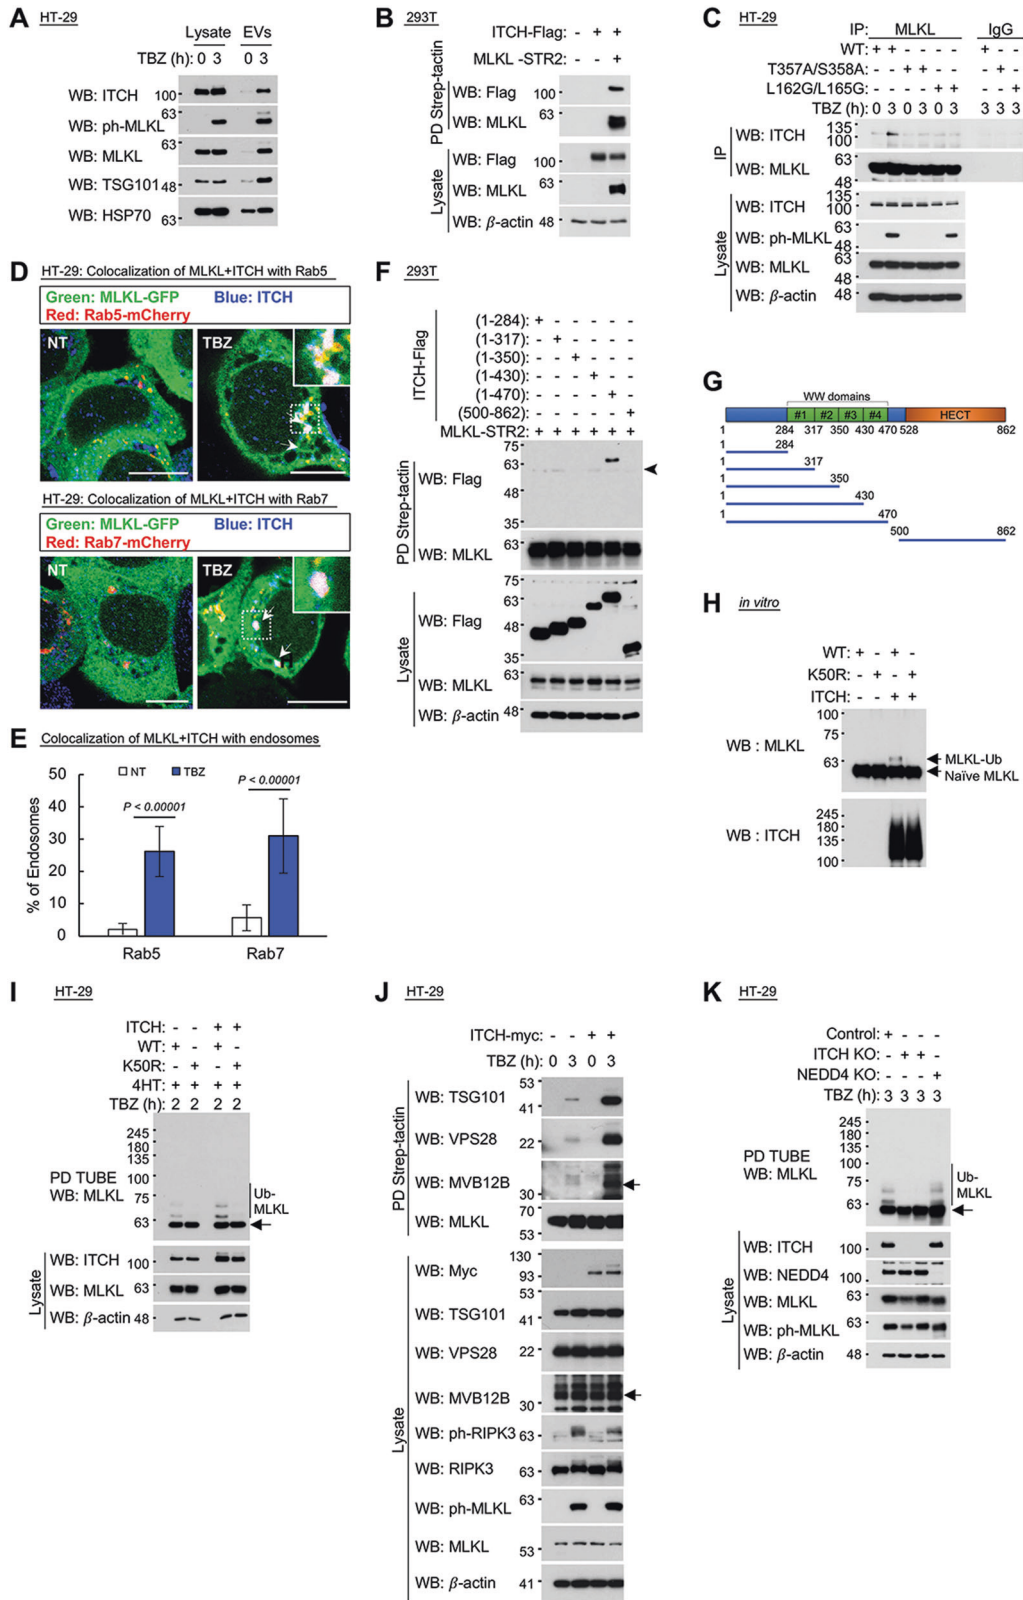 A HT-29
Lysate EVs
TBZ (h): 0 3 0 3
WB: ITCH 100
63
WB: ph-MLKL
63
WB: MLKL
WB: TSG101 48
WB: HSP70 63
B 293T
ITCH-Flag: - + +
MLKL -STR2: - - +
PD Strep-tactin
WB: Flag 100
63
WB: MLKL
Lysate
WB: Flag 100
63
WB: MLKL
WB: β-actin 48
C HT-29
IP: MLKL IgG
WT: + + - - - - + - -
T357A/S358A: - - + + - - - + -
L162G/L165G: - - - - + + - - +
TBZ (h): 0 3 0 3 0 3 3 3 3
IP
135
WB: ITCH 100
63
WB: MLKL
48
Lysate
WB: ITCH 135
100
63
WB: ph-MLKL
48
63
WB: MLKL
48
WB: β-actin 48
D HT-29: Colocalization of MLKL+ITCH with Rab5
Green: MLKL-GFP Blue: ITCH
Red: Rab5-mCherry
NT TBZ
HT-29: Colocalization of MLKL+ITCH with Rab7
Green: MLKL-GFP Blue: ITCH
Red: Rab7-mCherry
NT TBZ
E Colocalization of MLKL+ITCH with endosomes
NT TBZ
50
40
30
20
10
0
% of Endosomes
P < 0.00001
P < 0.00001
Rab5 Rab7
F 293T
ITCH-Flag
(1-284): + - - - - -
(1-317): - + - - - -
(1-350): - - + - - -
(1-430): - - - + - -
(1-470): - - - - + -
(500-862): - - - - - +
MLKL-STR2: + + + + + +
PD Strep-tactin
75
63
WB: Flag
48
35
WB: MLKL 63
Lysate
75
63
WB: Flag
48
35
WB: MLKL 63
WB: β-actin 48
G
WW domains
#1 #2 #3 #4 HECT
1 284 317 350 430 470 528 862
1 284
1 317
1 350
1 430
1 470
500 862
H in vitro
WT: + - + -
K50R: - + - +
ITCH: - - + +
100
75
WB : MLKL
63
MLKL-Ub
Naïve MLKL
245
180
WB : ITCH 135
100
I HT-29
ITCH: - - + +
WT: + - + -
K50R: - + - +
4HT: + + + +
TBZ (h): 2 2 2 2
PD TUBE
WB: MLKL
245
180
135
100
75
63
Ub-
MLKL
Lysate
WB: ITCH 100
WB: MLKL 63
WB: β-actin 48
J HT-29
ITCH-myc: - - + +
TBZ (h): 0 3 0 3
PD Strep-tactin
53
WB: TSG101
41
WB: VPS28 22
WB: MVB12B
30
70
WB: MLKL
53
Lysate
130
WB: Myc
93
53
WB: TSG101
41
WB: VPS28 22
WB: MVB12B
30
WB: ph-RIPK3 63
WB: RIPK3 63
63
WB: ph-MLKL
WB: MLKL 53
WB: β-actin 41
K HT-29
Control: + - - -
ITCH KO: - + + -
NEDD4 KO: - - - +
TBZ (h): 3 3 3 3
PD TUBE
WB: MLKL
245
180
135
100
75
63
Ub-
MLKL
Lysate
WB: ITCH 100
WB: NEDD4 100
WB: MLKL 63
WB: ph-MLKL 63
WB: β-actin 48